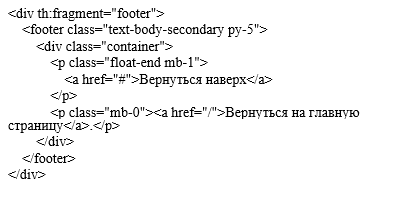 <div th:fragment="footer">
<footer class="text-body-secondary py-5">
<div class="container">
<p class="float-end mb-1">
<a href="#">Вернуться наверх</a>
</p>
<p class="mb-0"><a href="/">Вернуться на главную
страницу</a>.</p>
</div>
</footer>
</div>